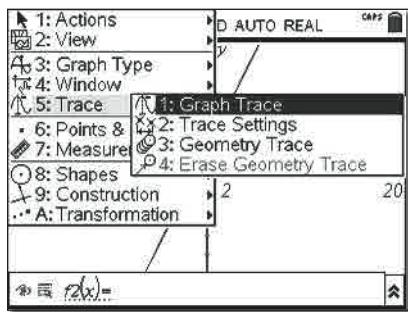 1: Actions
2: View
3: Graph Type
4: Window
5: Trace
6: Points &
7: Measure
8: Shapes
9: Construction
A: Transformation
1: Graph Trace
2: Trace Settings
3: Geometry Trace
4: Erase Geometry Trace
D AUTO REAL
CAPS
y
2
20
f2(x)=